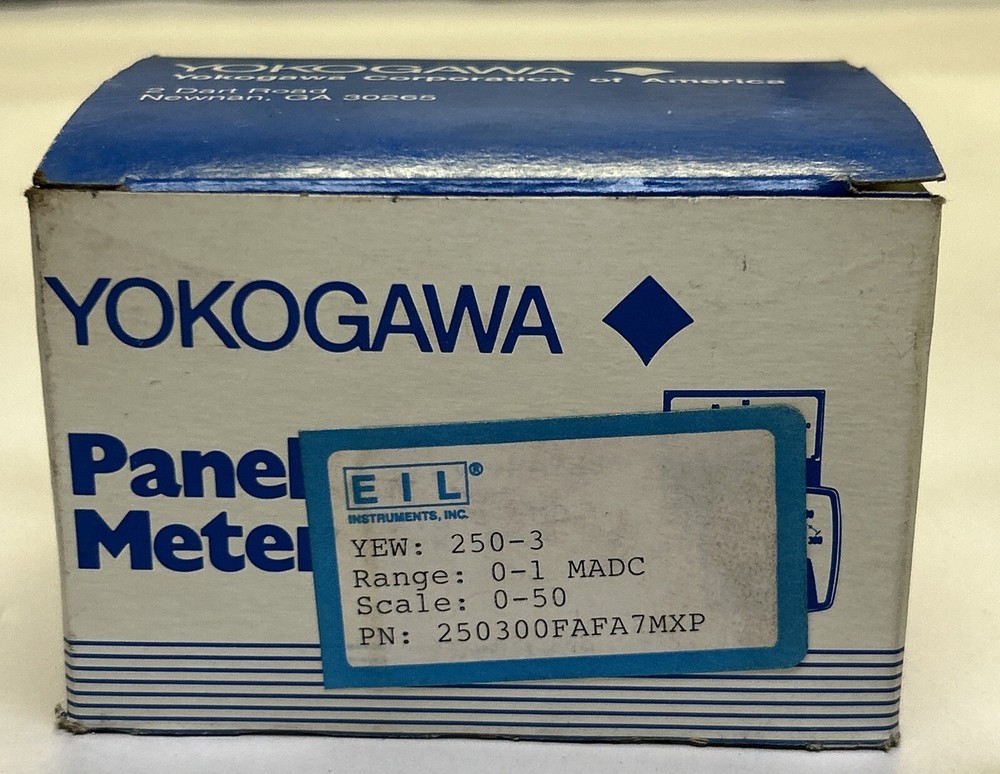 YOKOGAWA
Yokogawa Corporation of America
2 Dart Road
Newnan, GA 30265
YOKOGAWA
Panel
Meter
EIL®
INSTRUMENTS, INC.
YEW: 250-3
Range: 0-1 MADC
Scale: 0-50
PN: 250300FAFA7MXP